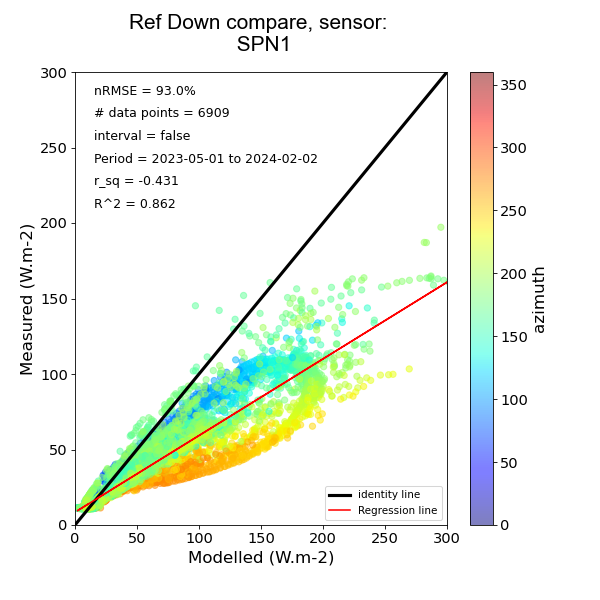 Ref Down compare, sensor:
SPN1
nRMSE = 93.0%
# data points = 6909
interval = false
Period = 2023-05-01 to 2024-02-02
r_sq = -0.431
R^2 = 0.862
300
250
200
150
100
50
0
Measured (W.m-2)
0 50 100 150 200 250 300
Modelled (W.m-2)
identity line
Regression line
350
300
250
200
150
100
50
0
azimuth